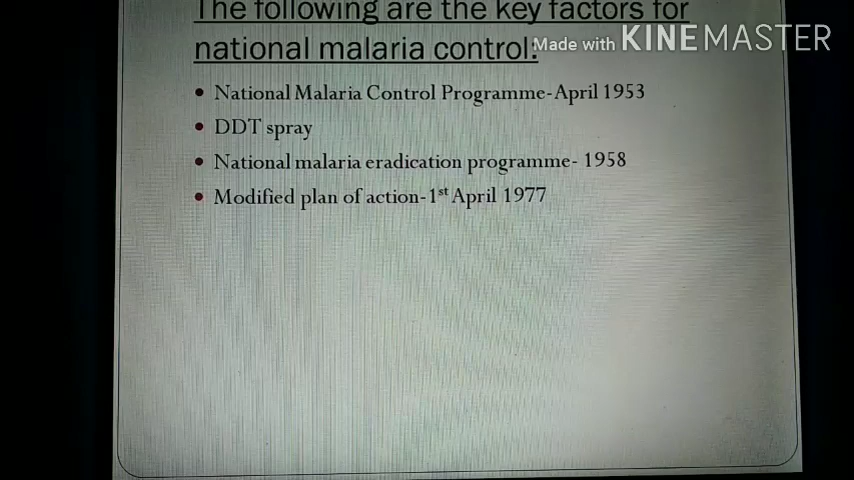 The following are the key factors for
national malaria control:
Made with KINEMASTER
• National Malaria Control Programme-April 1953
• DDT spray
• National malaria eradication programme- 1958
• Modified plan of action-1st April 1977